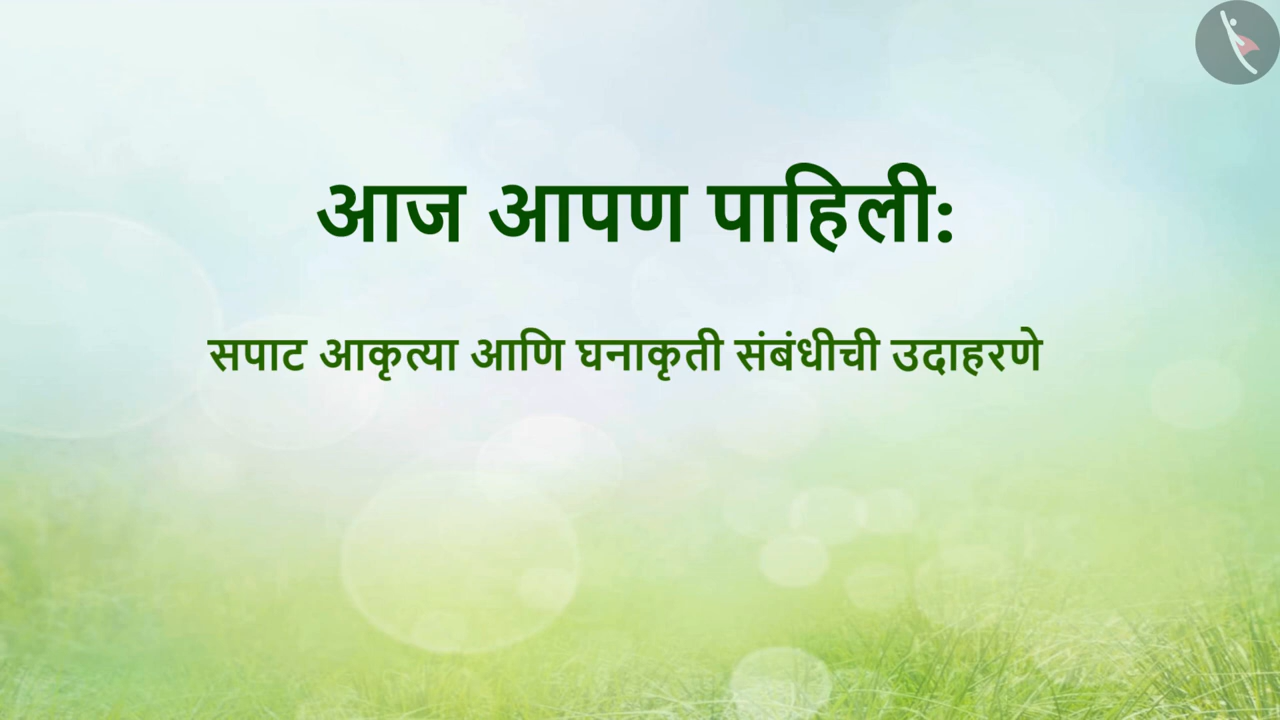 आज आपण पाहिली:
सपाट आकृत्या आणि घनाकृती संबंधीची उदाहरणे